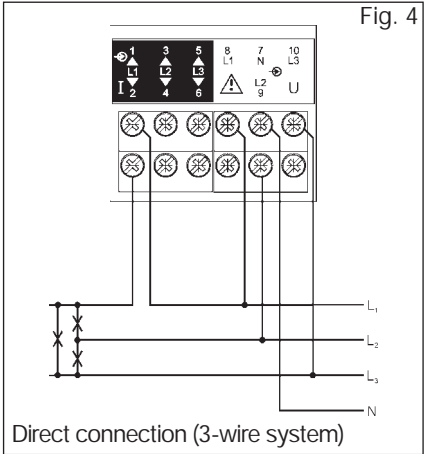 Fig. 4
1 3 5 8 7 10
L1 N L3
L1 L2 L3
I L2 U
2 4 6 9
L1
L2
L3
N
Direct connection (3-wire system)